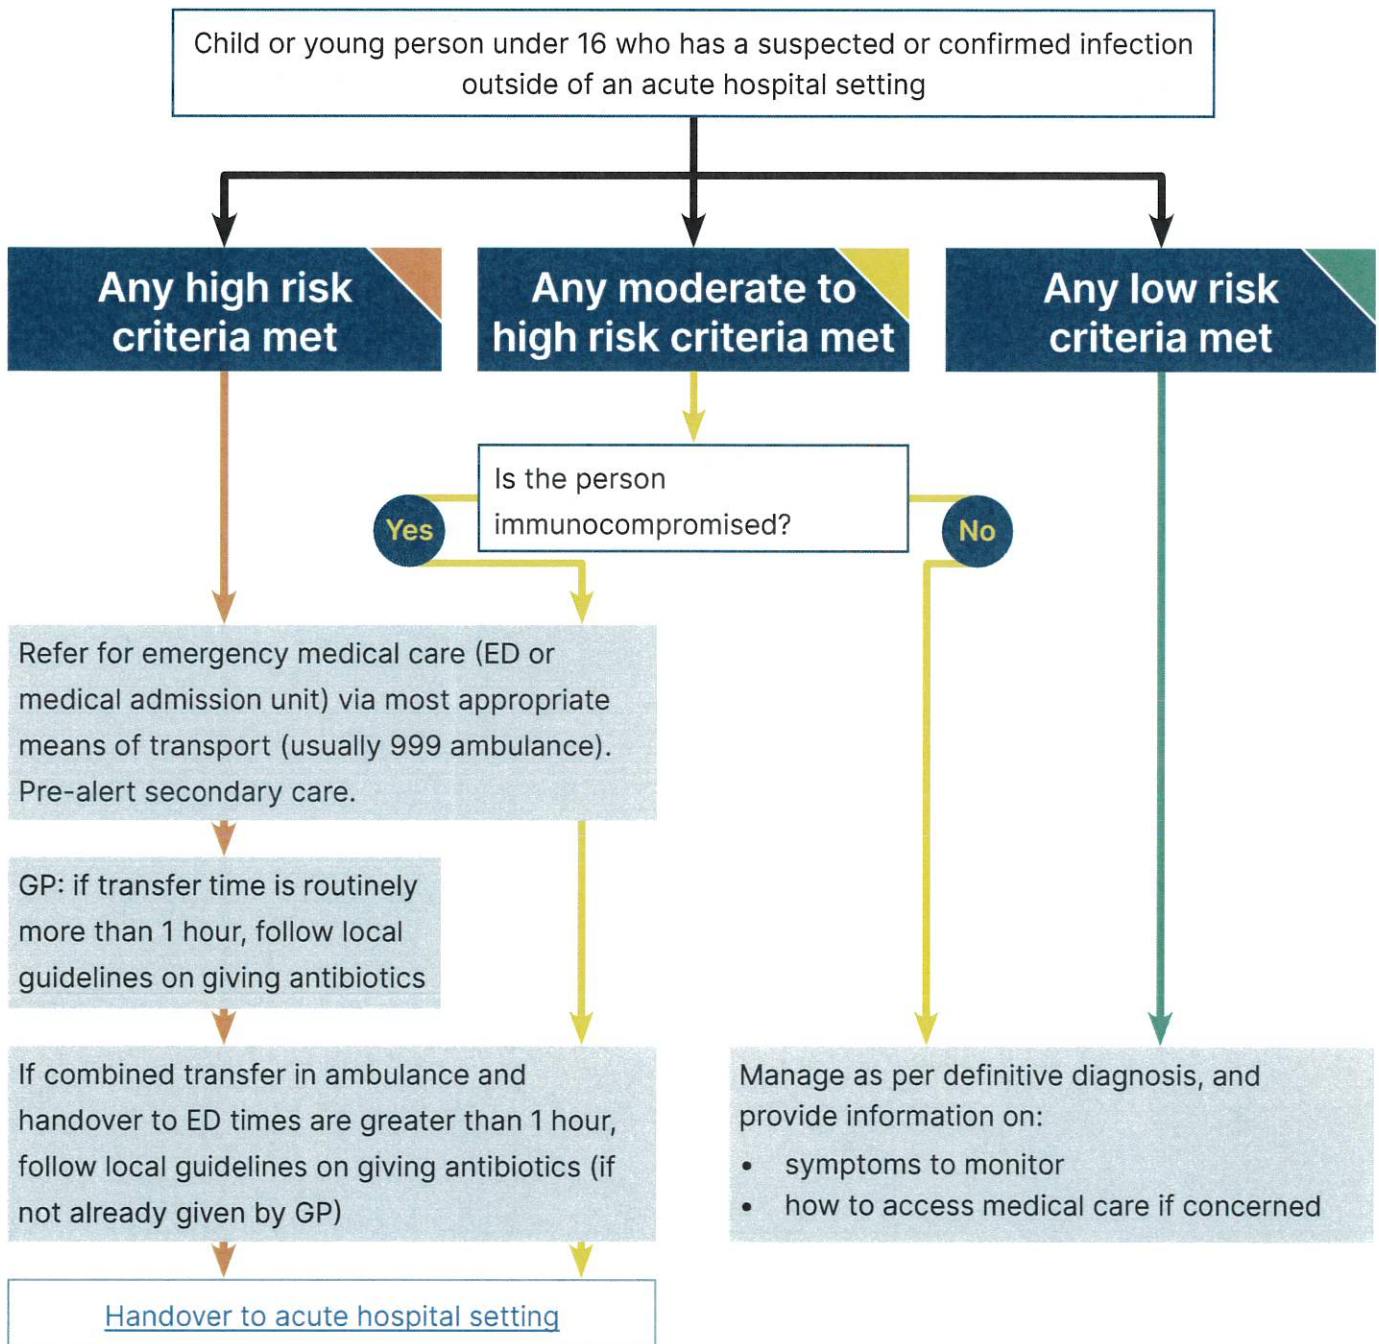 Child or young person under 16 who has a suspected or confirmed infection
outside of an acute hospital setting
Any high risk
criteria met
Any moderate to
high risk criteria met
Any low risk
criteria met
Is the person
immunocompromised?
Yes
No
Refer for emergency medical care (ED or
medical admission unit) via most appropriate
means of transport (usually 999 ambulance).
Pre-alert secondary care.
GP: if transfer time is routinely
more than 1 hour, follow local
guidelines on giving antibiotics
If combined transfer in ambulance and
handover to ED times are greater than 1 hour,
follow local guidelines on giving antibiotics (if
not already given by GP)
Manage as per definitive diagnosis, and
provide information on:
• symptoms to monitor
• how to access medical care if concerned
Handover to acute hospital setting